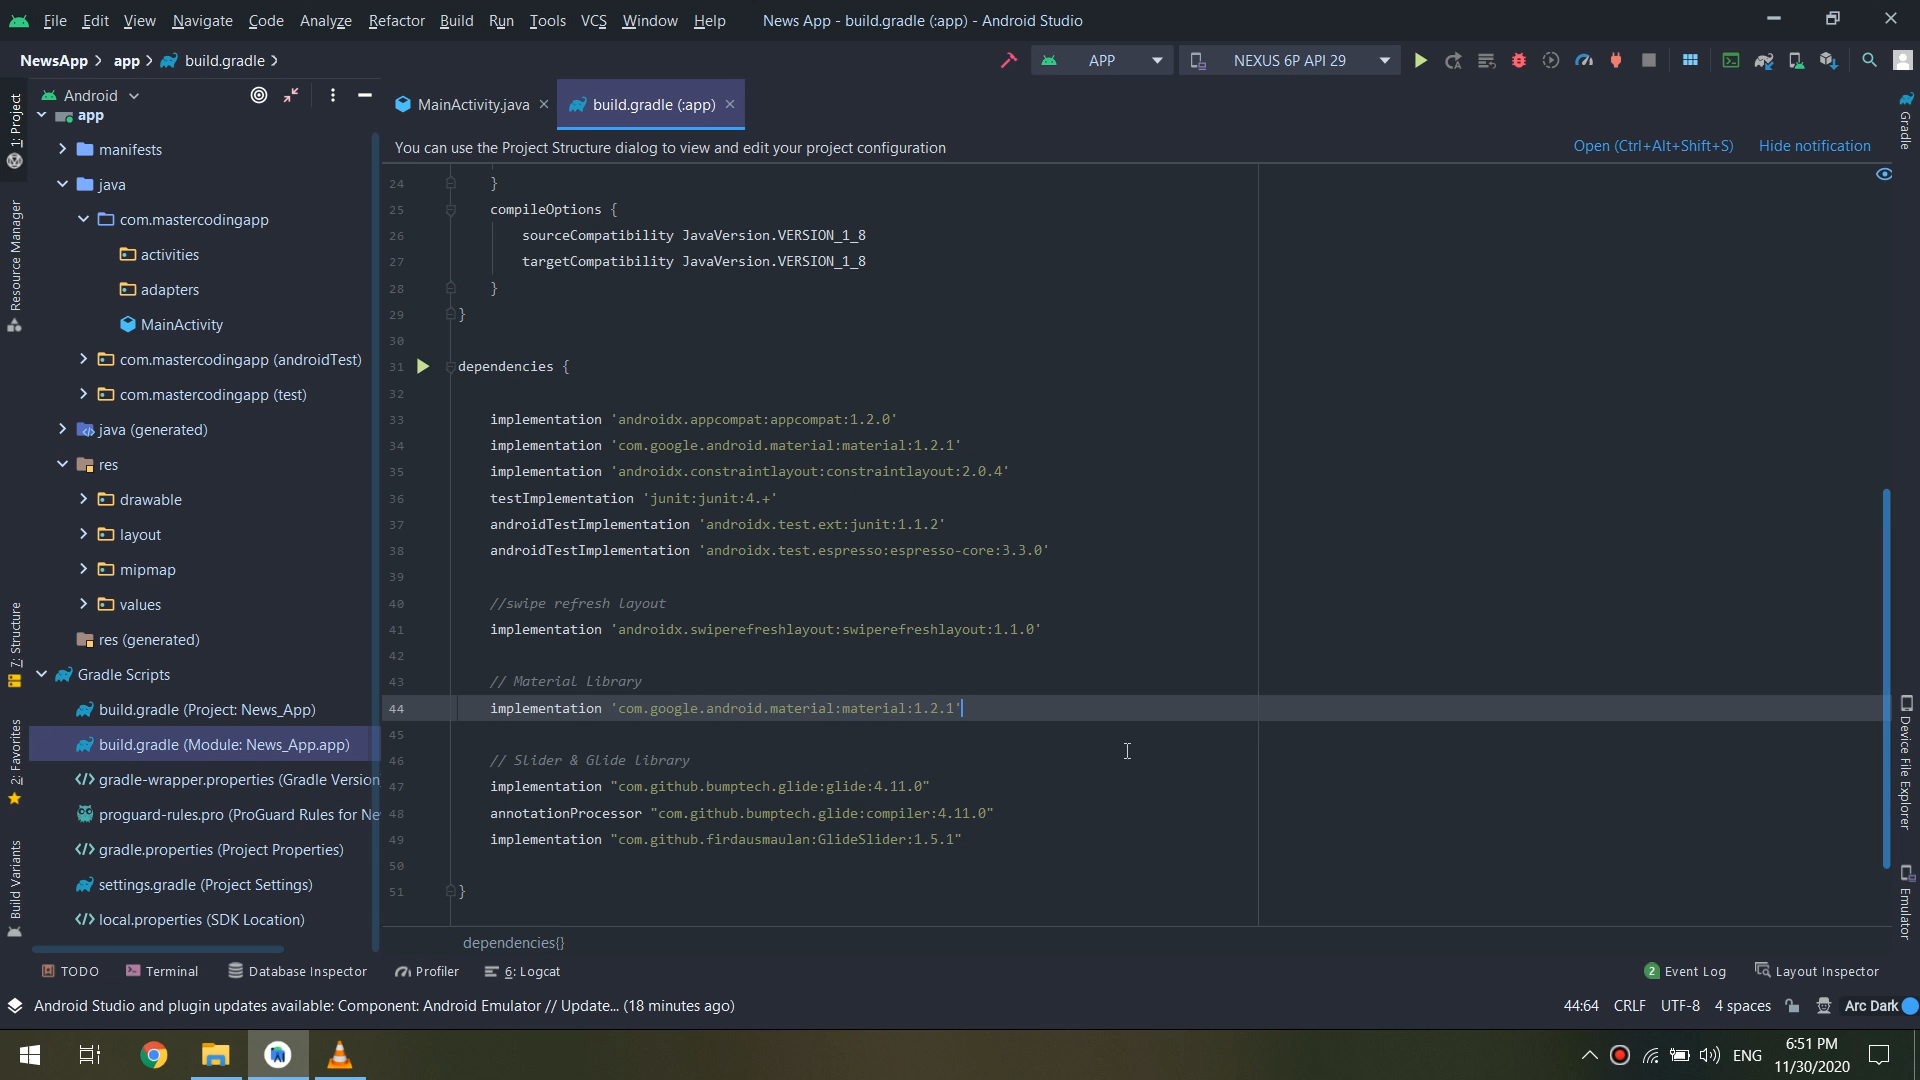 File Edit View Navigate Code Analyze Refactor Build Run Tools VCS Window Help News App - build.gradle (:app) - Android Studio
NewsApp app build.gradle APP NEXUS 6P API 29
Android
MainActivity.java build.gradle (:app)
You can use the Project Structure dialog to view and edit your project configuration Open (Ctrl+Alt+Shift+S) Hide notification
1: Project
Resource Manager
7: Structure
2: Favorites
Build Variants
app
manifests
java
com.mastercodingapp
activities
adapters
MainActivity
com.mastercodingapp (androidTest)
com.mastercodingapp (test)
java (generated)
res
drawable
layout
mipmap
values
res (generated)
Gradle Scripts
build.gradle (Project: News_App)
build.gradle (Module: News_App.app)
gradle-wrapper.properties (Gradle Version
proguard-rules.pro (ProGuard Rules for Ne
gradle.properties (Project Properties)
settings.gradle (Project Settings)
local.properties (SDK Location)
24 }
25 compileOptions {
26 sourceCompatibility JavaVersion.VERSION_1_8
27 targetCompatibility JavaVersion.VERSION_1_8
28 }
29 }
30
31 dependencies {
32
33 implementation 'androidx.appcompat:appcompat:1.2.0'
34 implementation 'com.google.android.material:material:1.2.1'
35 implementation 'androidx.constraintlayout:constraintlayout:2.0.4'
36 testImplementation 'junit:junit:4.+'
37 androidTestImplementation 'androidx.test.ext:junit:1.1.2'
38 androidTestImplementation 'androidx.test.espresso:espresso-core:3.3.0'
39
40 //swipe refresh layout
41 implementation 'androidx.swiperefreshlayout:swiperefreshlayout:1.1.0'
42
43 // Material library
44 implementation 'com.google.android.material:material:1.2.1'
45
46 // Slider & Glide library
47 implementation "com.github.bumptech.glide:glide:4.11.0"
48 annotationProcessor "com.github.bumptech.glide:compiler:4.11.0"
49 implementation "com.github.firdausmaulan:GlideSlider:1.5.1"
50
51 }
dependencies{}
Gradle
Device File Explorer
Emulator
TODO Terminal Database Inspector Profiler 6: Logcat 2 Event Log Layout Inspector
Android Studio and plugin updates available: Component: Android Emulator // Update... (18 minutes ago) 44:64 CRLF UTF-8 4 spaces Arc Dark
ENG 6:51 PM
11/30/2020